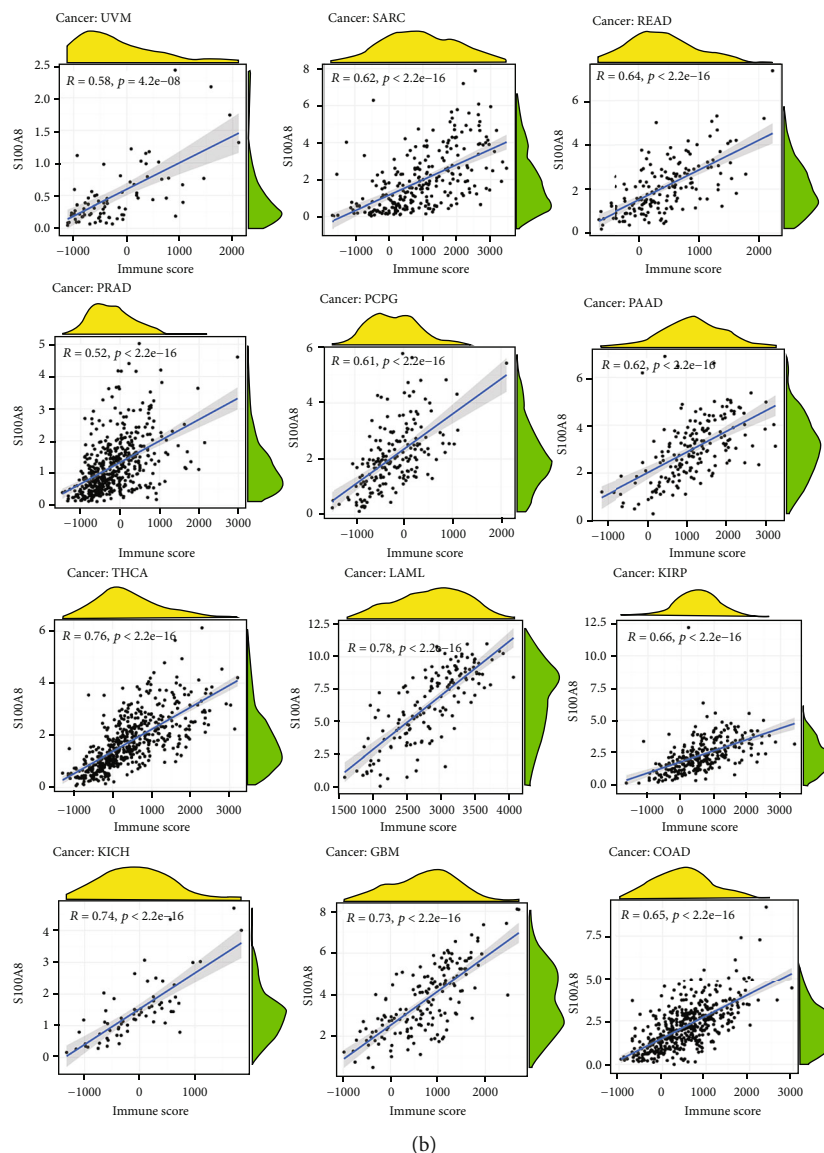 Cancer: UVM
R = 0.58, p = 4.2e−08
2.5
2.0
1.5
1.0
0.5
0.0
S100A8
−1000 0 1000 2000
Immune score
Cancer: SARC
R = 0.62, p < 2.2e−16
8
6
4
2
0
S100A8
−1000 0 1000 2000 3000
Immune score
Cancer: READ
R = 0.64, p < 2.2e−16
6
4
2
0
S100A8
0 1000 2000
Immune score
Cancer: PRAD
R = 0.52, p < 2.2e−16
5
4
3
2
1
0
S100A8
−1000 0 1000 2000 3000
Immune score
Cancer: PCPG
R = 0.61, p < 2.2e−16
6
4
2
0
S100A8
−1000 0 1000 2000
Immune score
Cancer: PAAD
R = 0.62, p < 2.2e−16
6
4
2
0
S100A8
−1000 0 1000 2000 3000
Immune score
Cancer: THCA
R = 0.76, p < 2.2e−16
6
4
2
0
S100A8
−1000 0 1000 2000 3000
Immune score
Cancer: LAML
R = 0.78, p < 2.2e−16
12.5
10.0
7.5
5.0
2.5
0.0
S100A8
1500 2000 2500 3000 3500 4000
Immune score
Cancer: KIRP
R = 0.66, p < 2.2e−16
12.5
10.0
7.5
5.0
2.5
0.0
S100A8
−1000 0 1000 2000 3000
Immune score
Cancer: KICH
R = 0.74, p < 2.2e−16
4
3
2
1
0
S100A8
−1000 0 1000
Immune score
Cancer: GBM
R = 0.73, p < 2.2e−16
8
6
4
2
S100A8
−1000 0 1000 2000
Immune score
Cancer: COAD
R = 0.65, p < 2.2e−16
7.5
5.0
2.5
0.0
S100A8
−1000 0 1000 2000 3000
Immune score
(b)